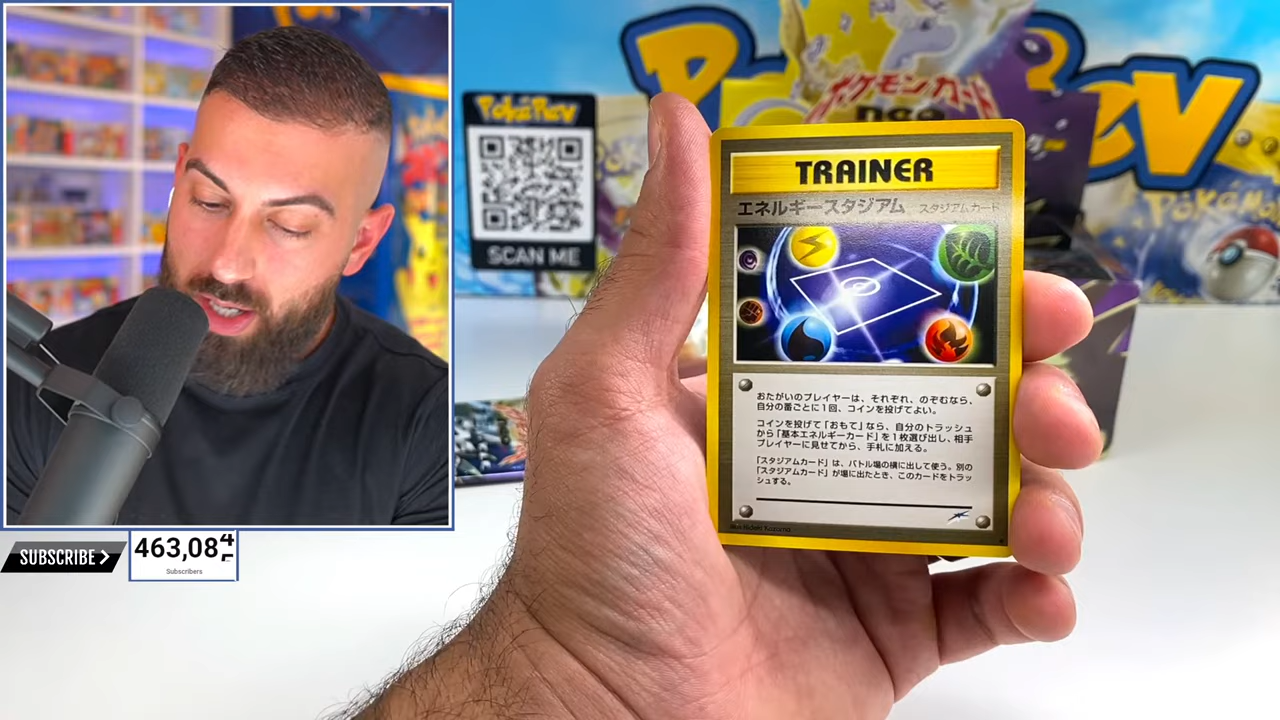 PokéRev
SCAN ME
SUBSCRIBE
463,08
Subscribers
ポケモンカード
neo
POKéMON
TRAINER
エネルギースタジアム スタジアムカード
おたがいのプレイヤーは、それぞれ、のぞむなら、
自分の番ごとに1回、コインを投げてよい。
コインを投げて「おもて」なら、自分のトラッシュ
から「基本エネルギーカード」を1枚選び出し、相手
プレイヤーに見せてから、手札に加える。
「スタジアムカード」は、バトル場の横に出して使う。別の
「スタジアムカード」が場に出たとき、このカードをトラッ
シュする。